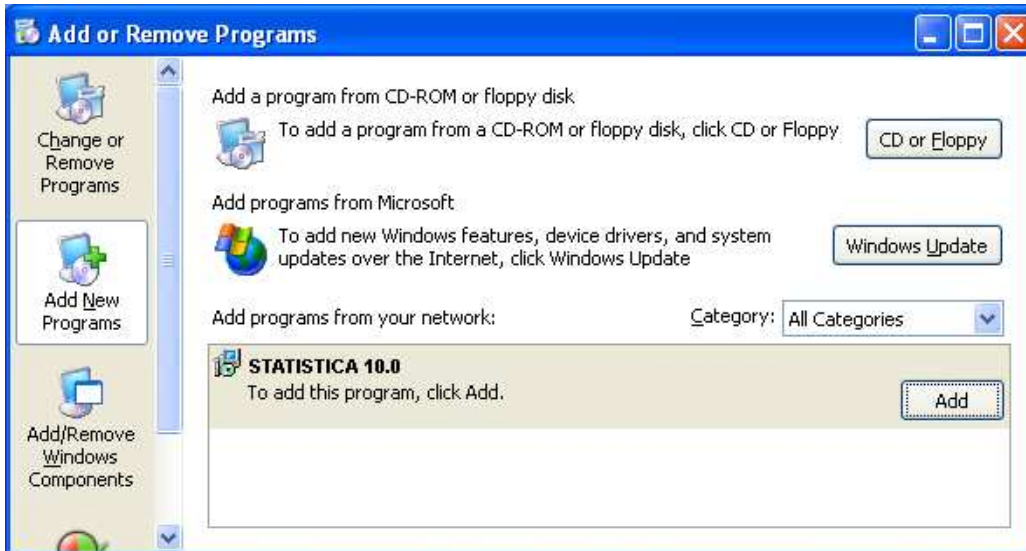 Add or Remove Programs
Change or
Remove
Programs
Add New
Programs
Add/Remove
Windows
Components
Add a program from CD-ROM or floppy disk
To add a program from a CD-ROM or floppy disk, click CD or Floppy
CD or Floppy
Add programs from Microsoft
To add new Windows features, device drivers, and system
updates over the Internet, click Windows Update
Windows Update
Add programs from your network:
Category:
All Categories
STATISTICA 10.0
To add this program, click Add.
Add